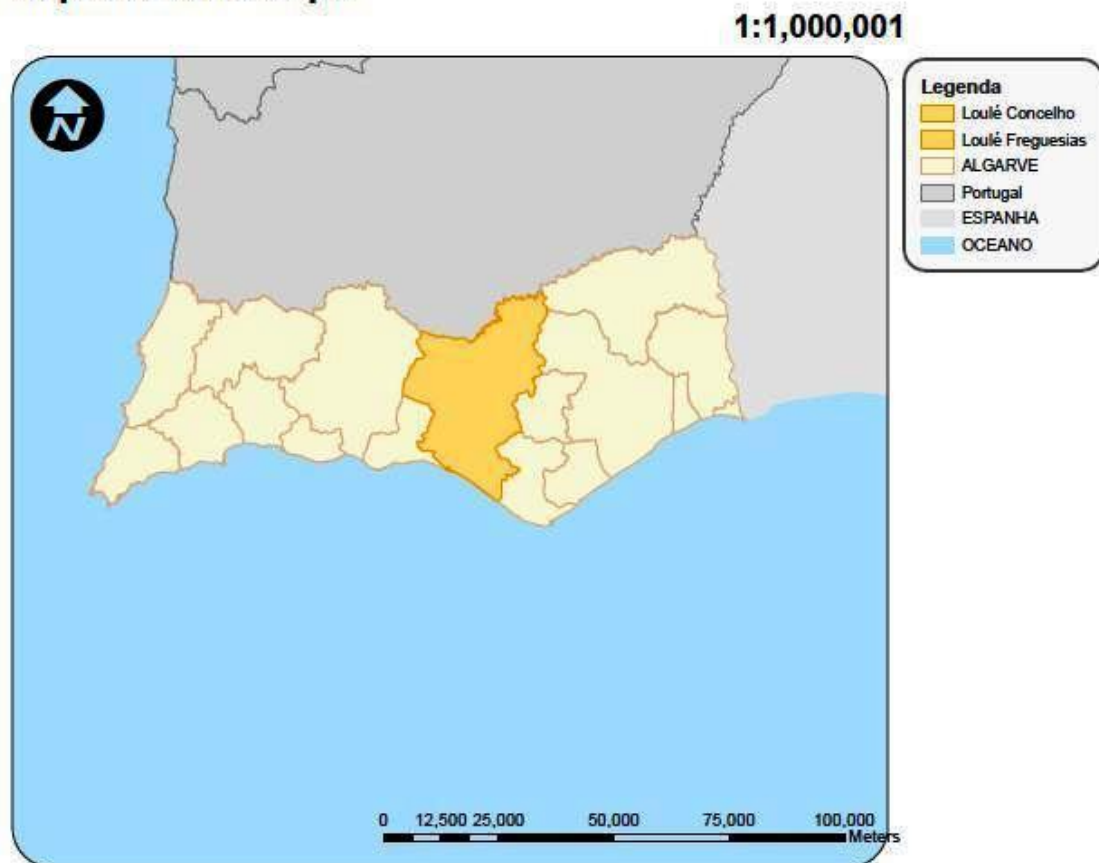 1:1,000,001
N
Legenda
Loulé Concelho
Loulé Freguesias
ALGARVE
Portugal
ESPANHA
OCEANO
0 12,500 25,000 50,000 75,000 100,000
Meters